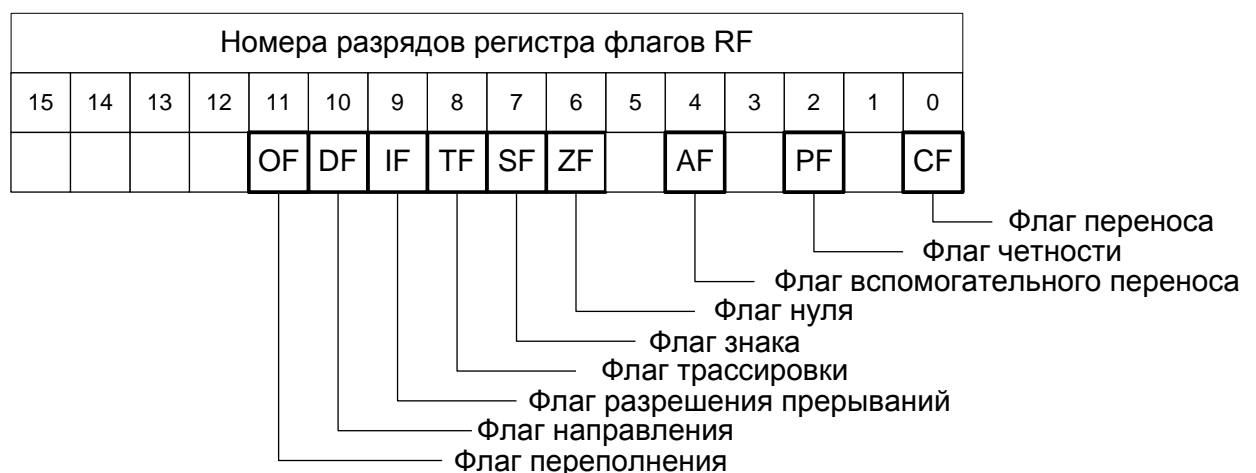 Номера разрядов регистра флагов RF
15 14 13 12 11 10 9 8 7 6 5 4 3 2 1 0
OF DF IF TF SF ZF AF PF CF
Флаг переноса
Флаг четности
Флаг вспомогательного переноса
Флаг нуля
Флаг знака
Флаг трассировки
Флаг разрешения прерываний
Флаг направления
Флаг переполнения